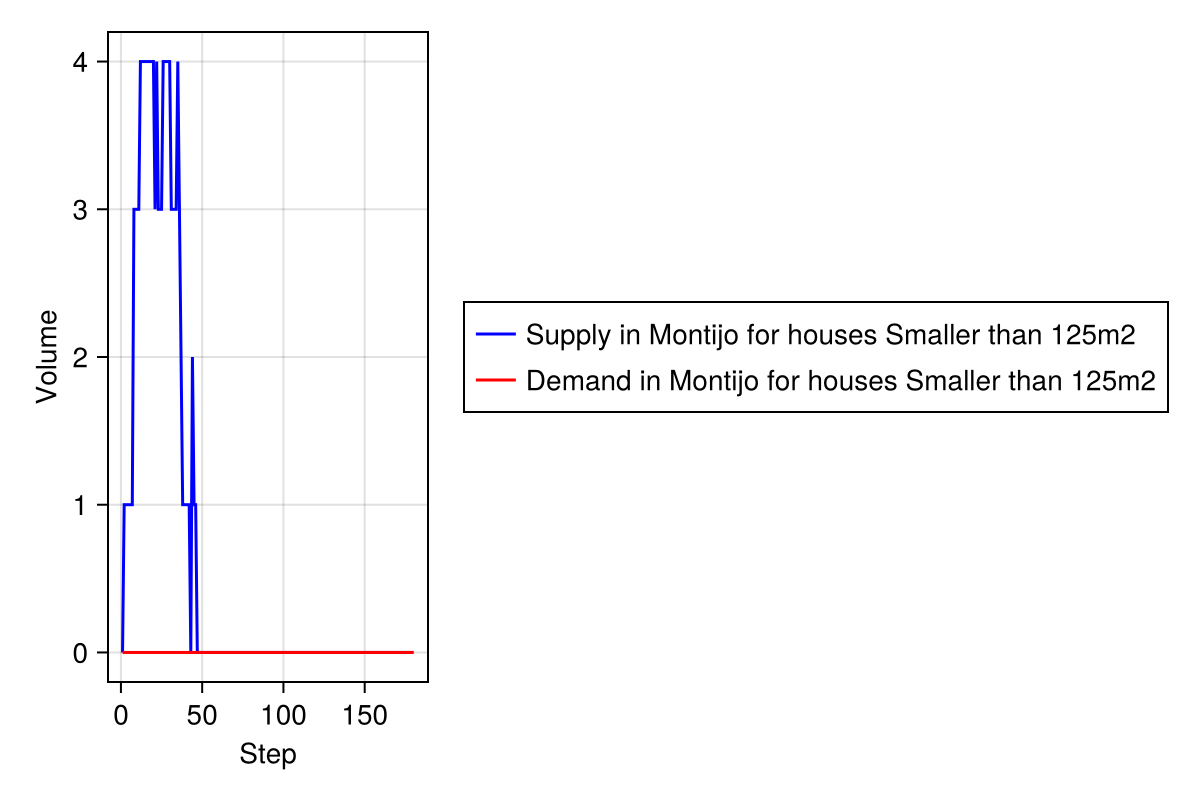 4
3
2
1
0
Volume
0 50 100 150
Step
Supply in Montijo for houses Smaller than 125m2
Demand in Montijo for houses Smaller than 125m2